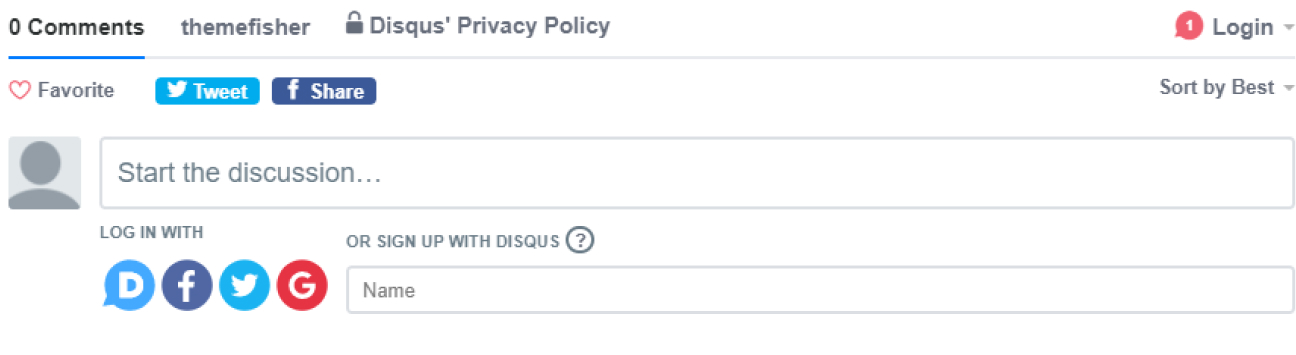 0 Comments themefisher Disqus' Privacy Policy 1 Login
Favorite Tweet f Share Sort by Best
Start the discussion…
LOG IN WITH OR SIGN UP WITH DISQUS ?
D f G Name